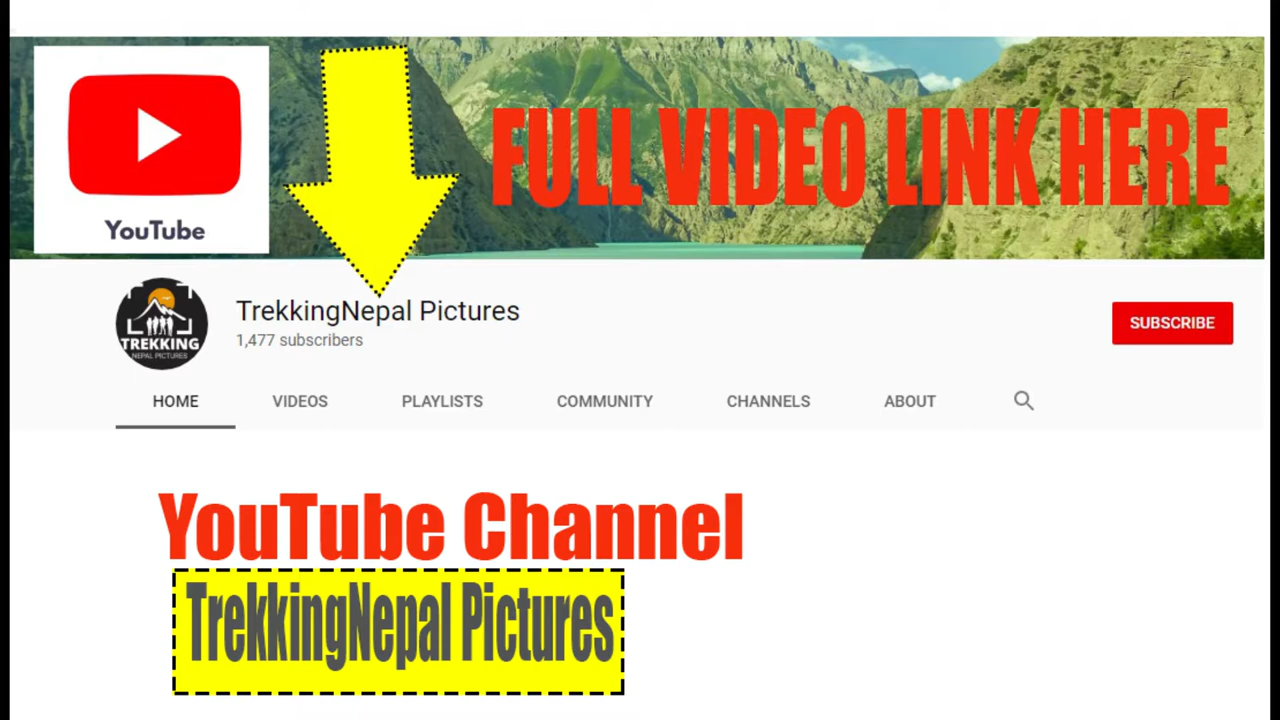 YouTube
FULL VIDEO LINK HERE
TREKKING
NEPAL PICTURES
TrekkingNepal Pictures
1,477 subscribers
SUBSCRIBE
HOME VIDEOS PLAYLISTS COMMUNITY CHANNELS ABOUT
YouTube Channel
TrekkingNepal Pictures